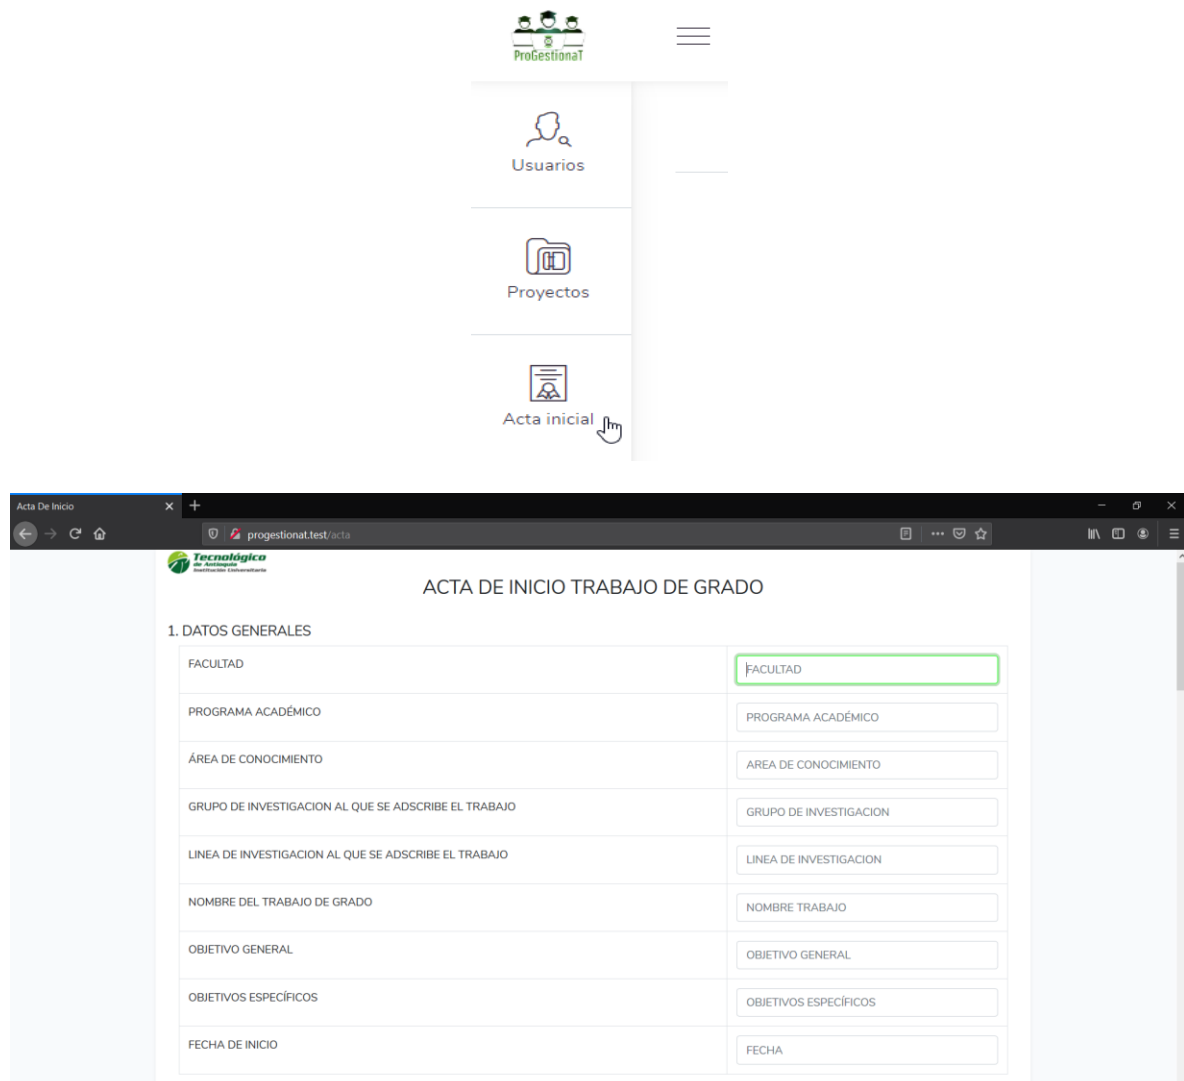 ProGestionaT
Usuarios
Proyectos
Acta inicial
Acta De Inicio
progestionat.test/acta
Tecnológico
de Antioquia
Institución Universitaria
ACTA DE INICIO TRABAJO DE GRADO
1. DATOS GENERALES
FACULTAD FACULTAD
PROGRAMA ACADÉMICO PROGRAMA ACADÉMICO
ÁREA DE CONOCIMIENTO AREA DE CONOCIMIENTO
GRUPO DE INVESTIGACION AL QUE SE ADSCRIBE EL TRABAJO GRUPO DE INVESTIGACION
LINEA DE INVESTIGACION AL QUE SE ADSCRIBE EL TRABAJO LINEA DE INVESTIGACION
NOMBRE DEL TRABAJO DE GRADO NOMBRE TRABAJO
OBJETIVO GENERAL OBJETIVO GENERAL
OBJETIVOS ESPECÍFICOS OBJETIVOS ESPECÍFICOS
FECHA DE INICIO FECHA